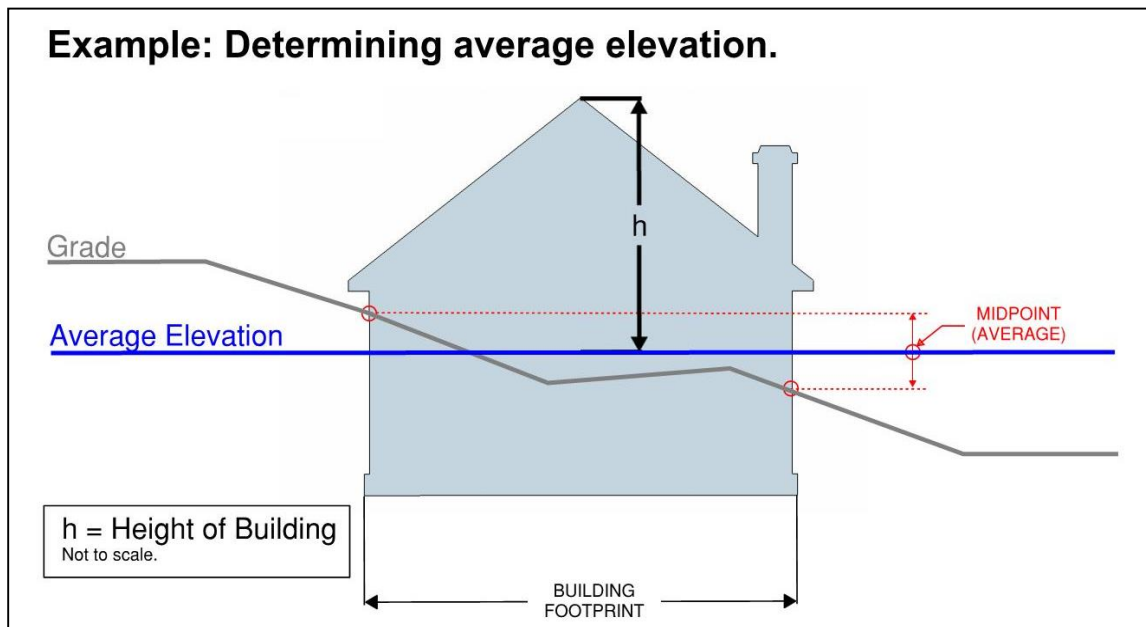 Example: Determining average elevation.
h
Grade
MIDPOINT
(AVERAGE)
Average Elevation
h = Height of Building
Not to scale.
BUILDING
FOOTPRINT